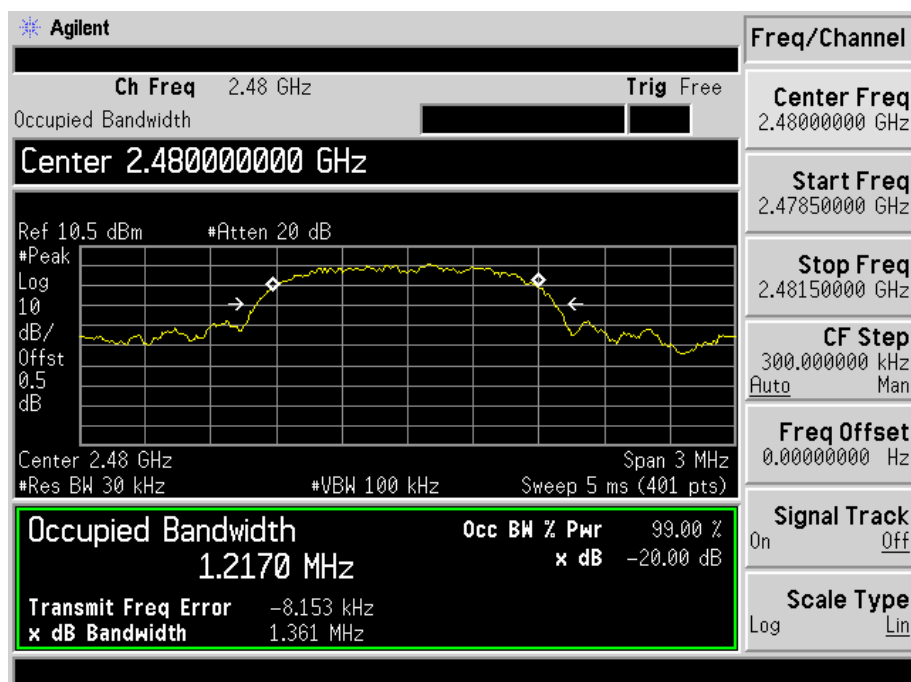 Agilent
Ch Freq 2.48 GHz Trig Free
Occupied Bandwidth
Center 2.480000000 GHz
Ref 10.5 dBm #Atten 20 dB
#Peak
Log
10
dB/
Offst
0.5
dB
Center 2.48 GHz Span 3 MHz
#Res BW 30 kHz #VBW 100 kHz Sweep 5 ms (401 pts)
Occupied Bandwidth Occ BW % Pwr 99.00 %
1.2170 MHz x dB -20.00 dB
Transmit Freq Error -8.153 kHz
x dB Bandwidth 1.361 MHz
Freq/Channel
Center Freq
2.48000000 GHz
Start Freq
2.47850000 GHz
Stop Freq
2.48150000 GHz
CF Step
300.000000 kHz
Auto Man
Freq Offset
0.00000000 Hz
Signal Track
On Off
Scale Type
Log Lin